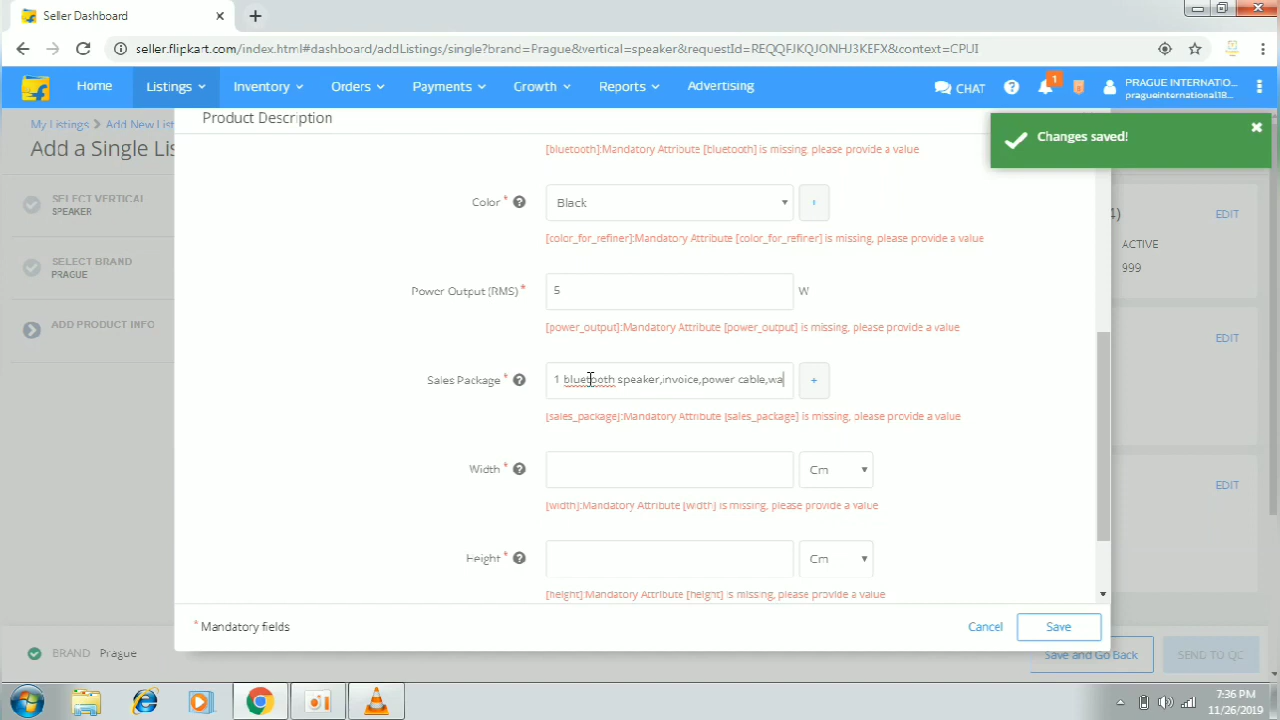 Seller Dashboard
seller.flipkart.com/index.html#dashboard/addListings/single?brand=Prague&vertical=speaker&requestId=REQQFJKQJONHJ3KEFX&context=CPUI
Home Listings Inventory Orders Payments Growth Reports Advertising CHAT 1 PRAGUE INTERNATIO...
pragueinternational18...
My Listings Add New List
Add a Single Lis
Product Description
Changes saved!
[bluetooth]:Mandatory Attribute [bluetooth] is missing, please provide a value
SELECT VERTICAL
SPEAKER
Color * Black +
[color_for_refiner]:Mandatory Attribute [color_for_refiner] is missing, please provide a value
4) EDIT
ACTIVE
999
SELECT BRAND
PRAGUE
Power Output (RMS) * 5 W
[power_output]:Mandatory Attribute [power_output] is missing, please provide a value
ADD PRODUCT INFO
EDIT
Sales Package * 1 bluetooth speaker,invoice,power cable,wa +
[sales_package]:Mandatory Attribute [sales_package] is missing, please provide a value
Width * Cm
[width]:Mandatory Attribute [width] is missing, please provide a value
EDIT
Height * Cm
[height]:Mandatory Attribute [height] is missing, please provide a value
* Mandatory fields
Cancel Save
BRAND Prague
Save and Go Back SEND TO QC
7:36 PM
11/26/2019